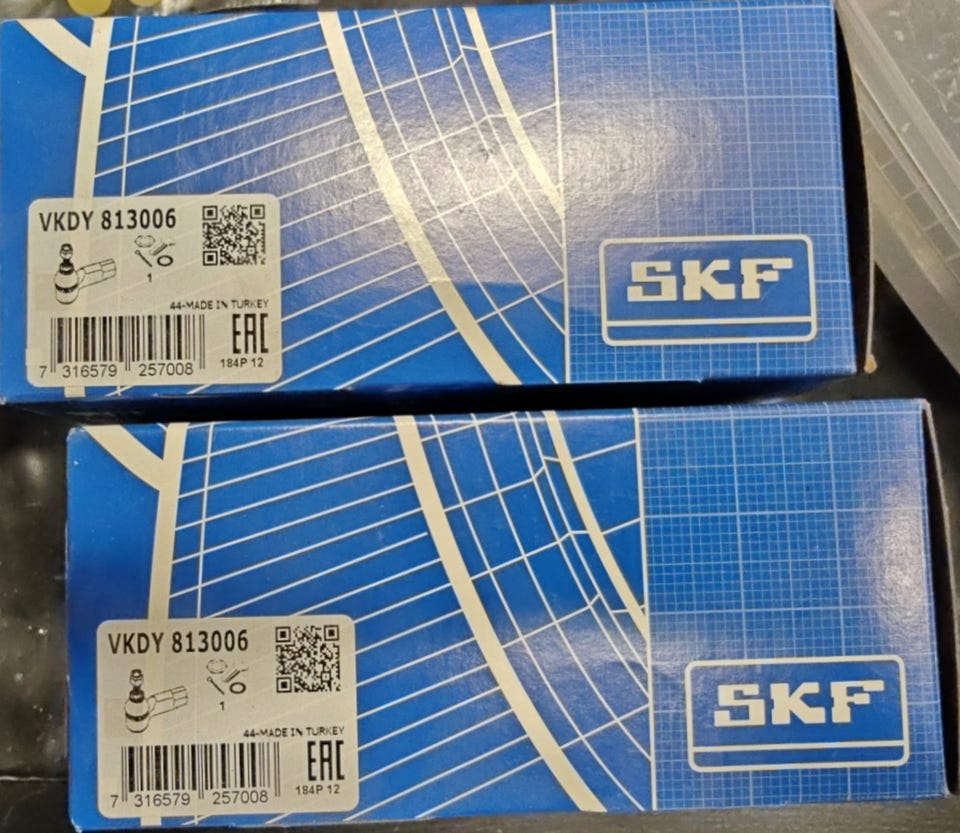 VKDY 813006
1
44-MADE IN TURKEY
EAC
184P 12
7 316579 257008
SKF
VKDY 813006
1
44-MADE IN TURKEY
EAC
184P 12
7 316579 257008
SKF